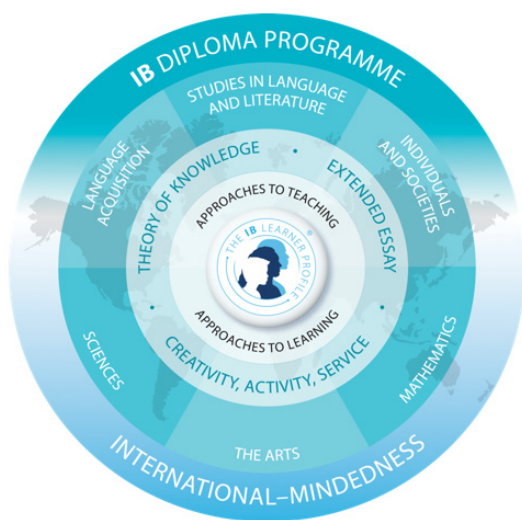 IB DIPLOMA PROGRAMME
STUDIES IN LANGUAGE
AND LITERATURE
LANGUAGE
ACQUISITION
INDIVIDUALS
AND SOCIETIES
THEORY OF KNOWLEDGE
EXTENDED ESSAY
APPROACHES TO TEACHING
THE IB LEARNER PROFILE
®
APPROACHES TO LEARNING
CREATIVITY, ACTIVITY, SERVICE
SCIENCES
MATHEMATICS
THE ARTS
INTERNATIONAL–MINDEDNESS